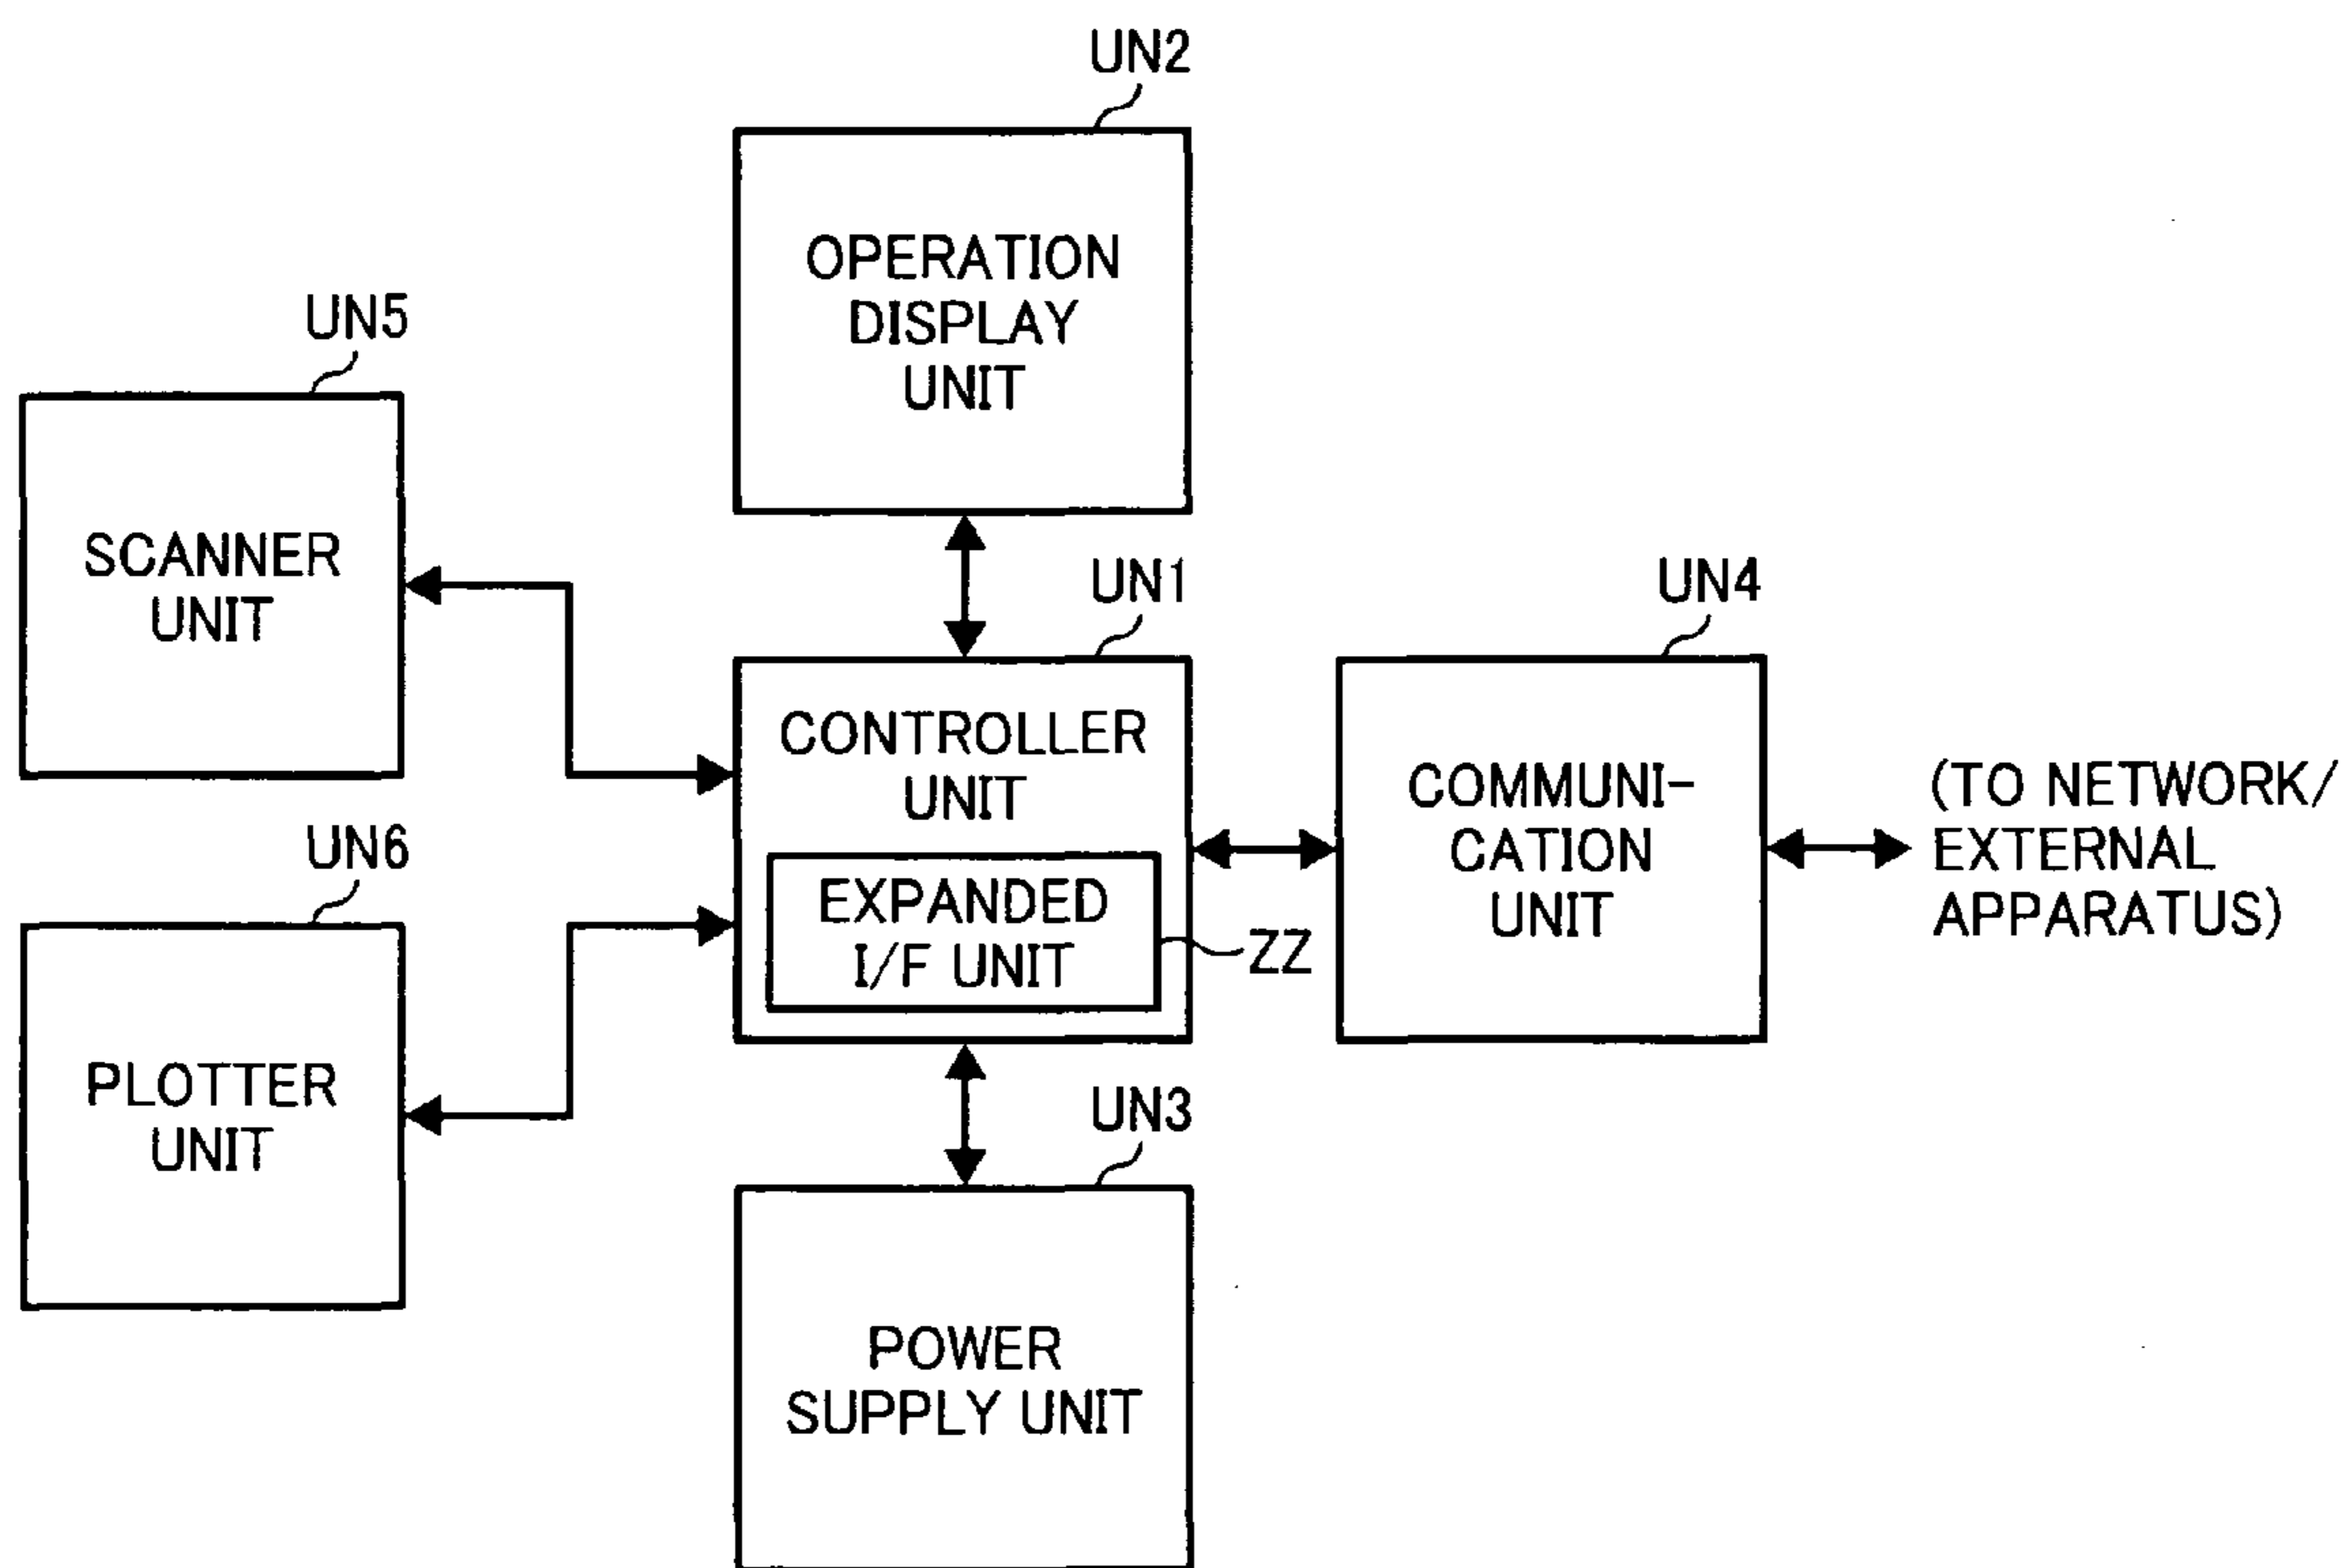 UN2
OPERATION
DISPLAY
UNIT
UN5
SCANNER
UNIT
UN1
CONTROLLER
UNIT
EXPANDED
I/F UNIT
ZZ
UN4
COMMUNI-
CATION
UNIT
(TO NETWORK/
EXTERNAL
APPARATUS)
UN6
PLOTTER
UNIT
UN3
POWER
SUPPLY UNIT